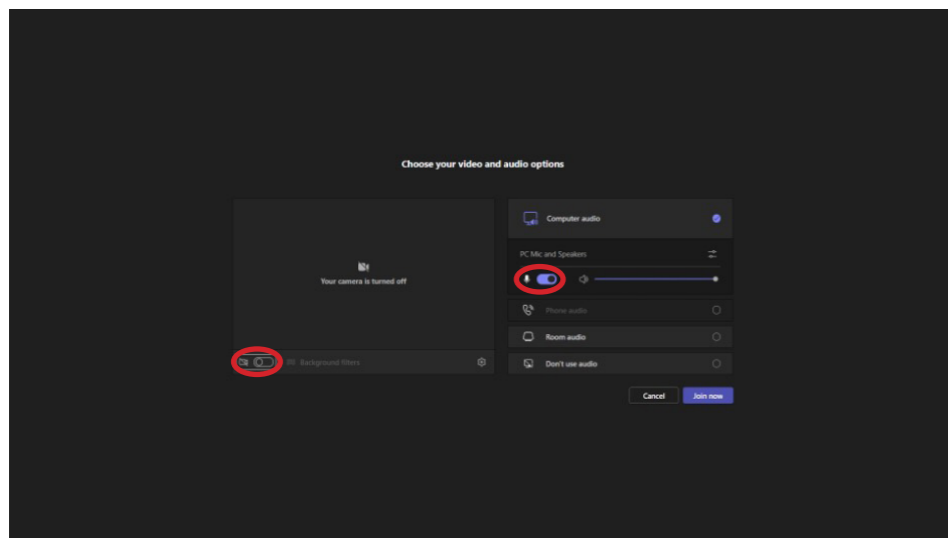 Choose your video and audio options
Computer audio
PC Mic and Speakers
Your camera is turned off
Phone audio
Room audio
Background filters
Don't use audio
Cancel
Join now